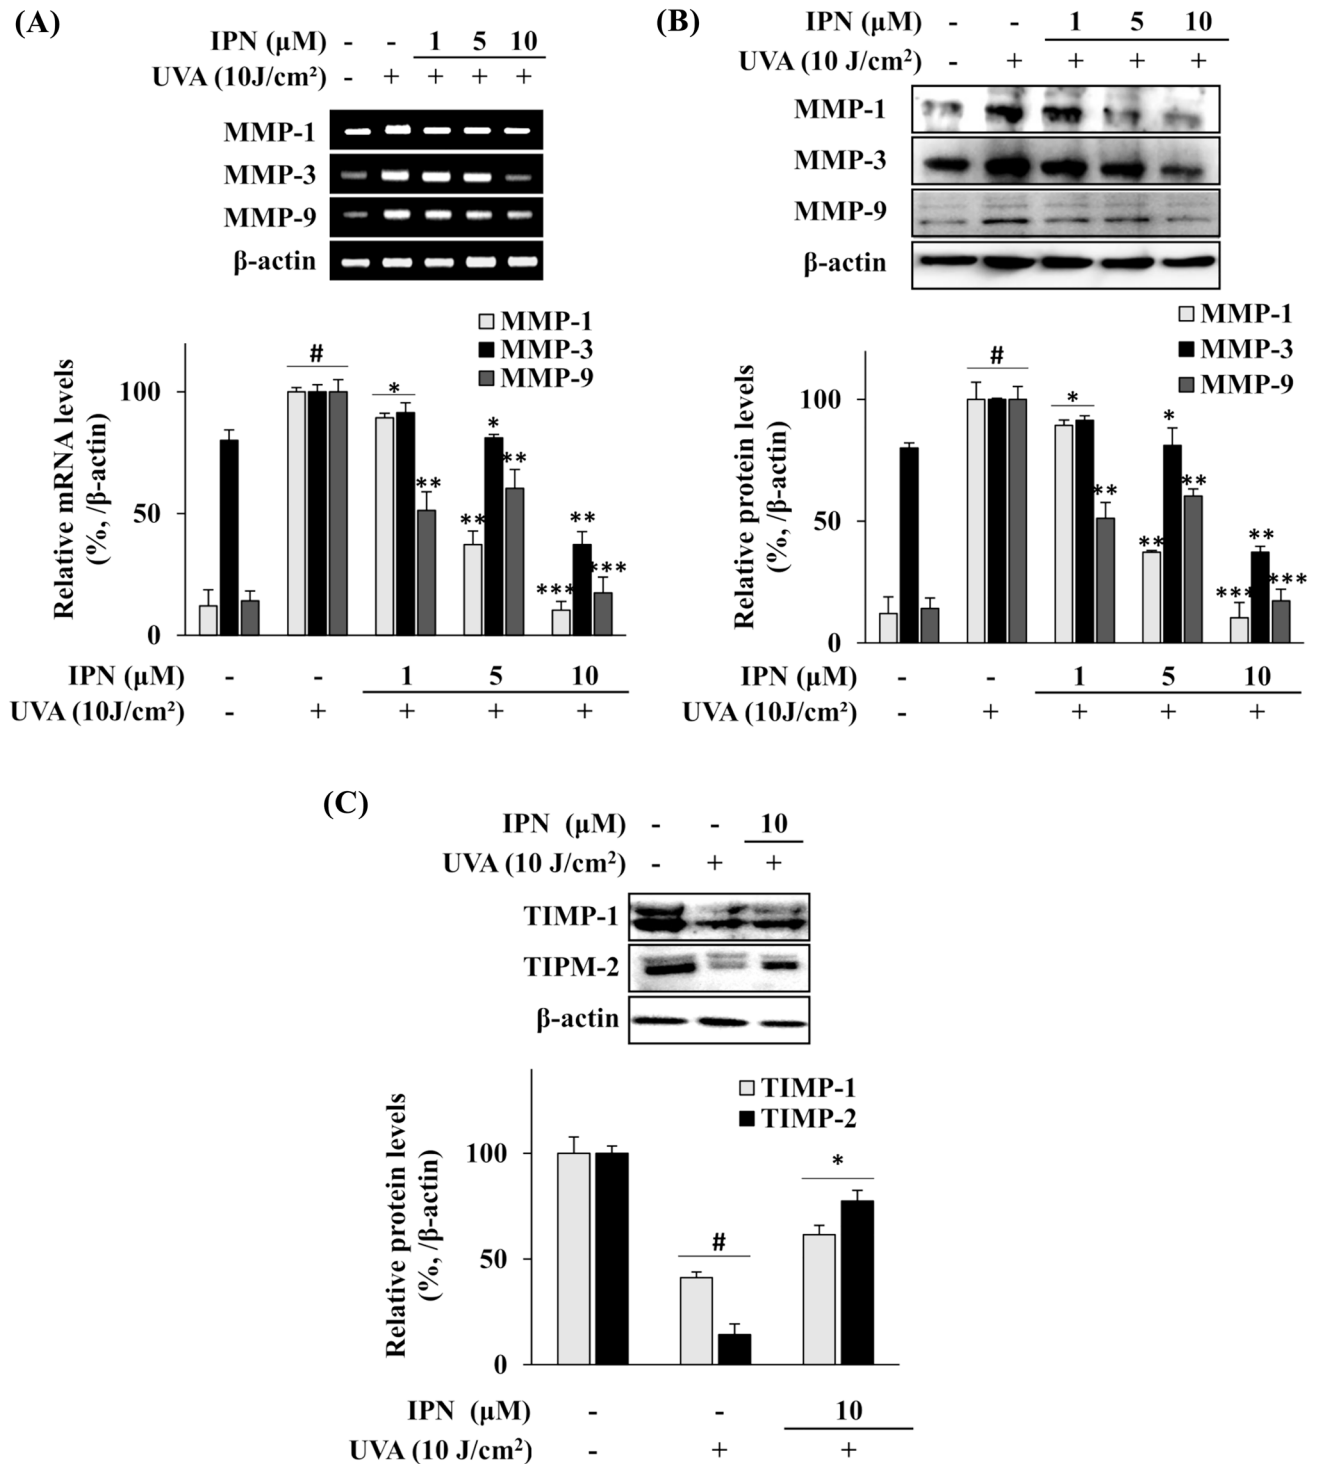 (A)
IPN (μM) - - 1 5 10
UVA (10J/cm²) - + + + +
MMP-1
MMP-3
MMP-9
β-actin
MMP-1
MMP-3
MMP-9
Relative mRNA levels
(%, /β-actin)
100
50
0
#
*
**
**
*
**
***
**
***
IPN (μM) - - 1 5 10
UVA (10J/cm²) - + + + +
(B)
IPN (μM) - - 1 5 10
UVA (10 J/cm²) - + + + +
MMP-1
MMP-3
MMP-9
β-actin
MMP-1
MMP-3
MMP-9
Relative protein levels
(%, /β-actin)
100
50
0
#
*
**
**
*
**
***
**
***
IPN (μM) - - 1 5 10
UVA (10J/cm²) - + + + +
(C)
IPN (μM) - - 10
UVA (10 J/cm²) - + +
TIMP-1
TIPM-2
β-actin
TIMP-1
TIMP-2
Relative protein levels
(%, /β-actin)
100
50
0
#
*
IPN (μM) - - 10
UVA (10 J/cm²) - + +